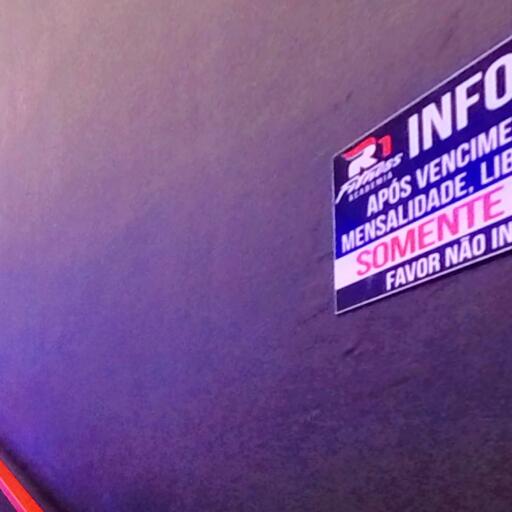 R1
Fitness
ACADEMIA
INFO
APÓS VENCIME
MENSALIDADE, LIB
SOMENTE
FAVOR NÃO IN